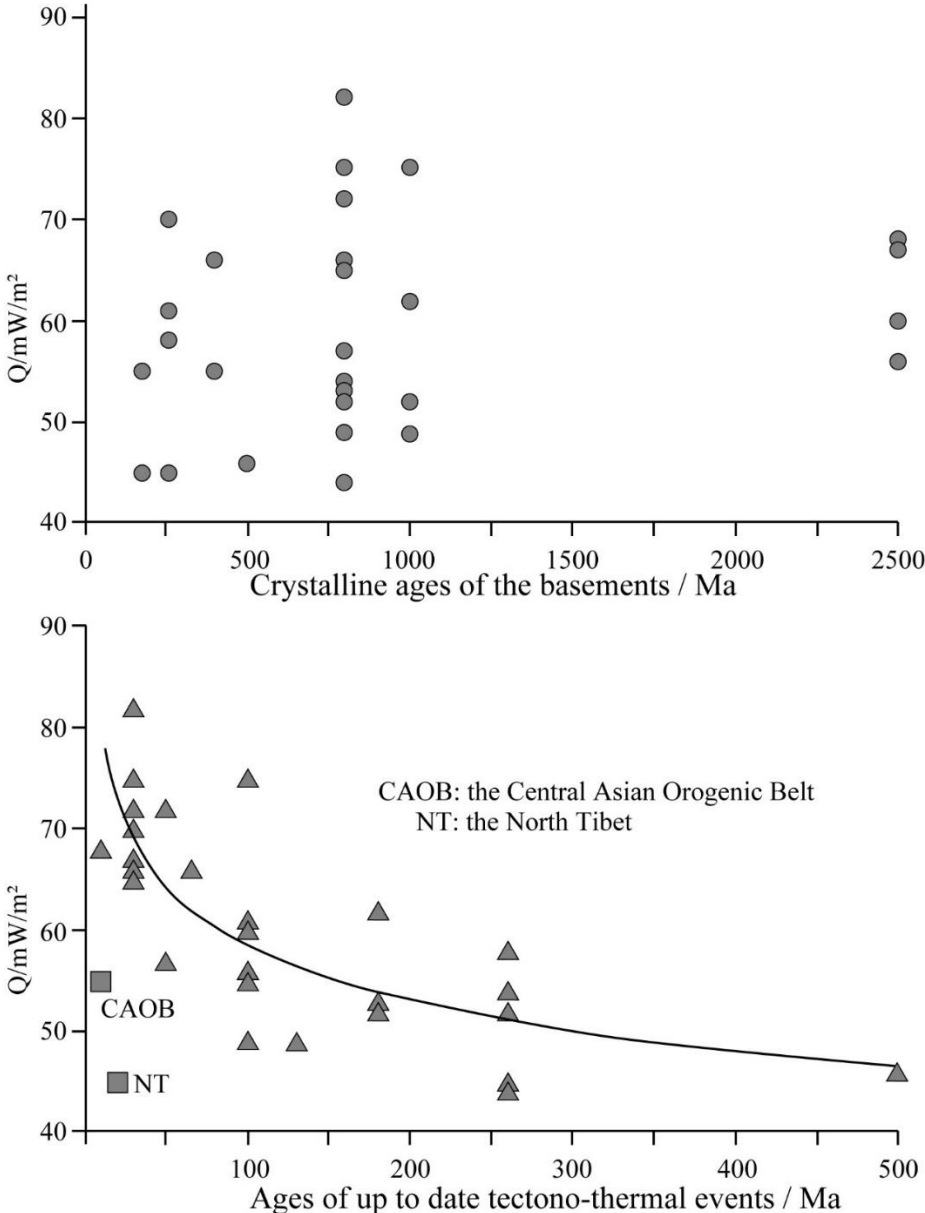 90
80
70
60
50
40
Q/mW/m²
0 500 1000 1500 2000 2500
Crystalline ages of the basements / Ma
90
80
70
60
50
40
Q/mW/m²
CAOB: the Central Asian Orogenic Belt
NT: the North Tibet
CAOB
NT
100 200 300 400 500
Ages of up to date tectono-thermal events / Ma